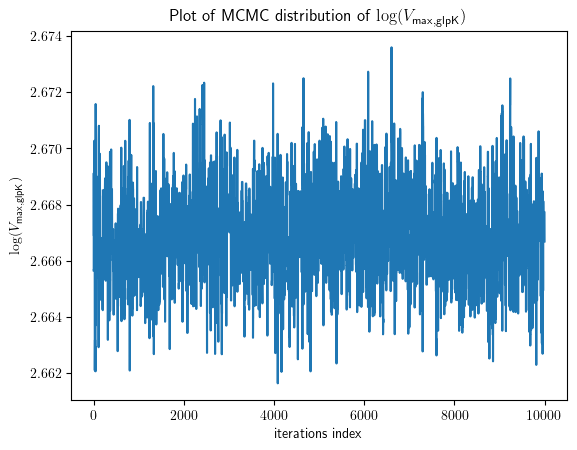 Plot of MCMC distribution of log(V_max,glpK)
2.674
2.672
2.670
2.668
2.666
2.664
2.662
log(V_max,glpK)
0 2000 4000 6000 8000 10000
iterations index